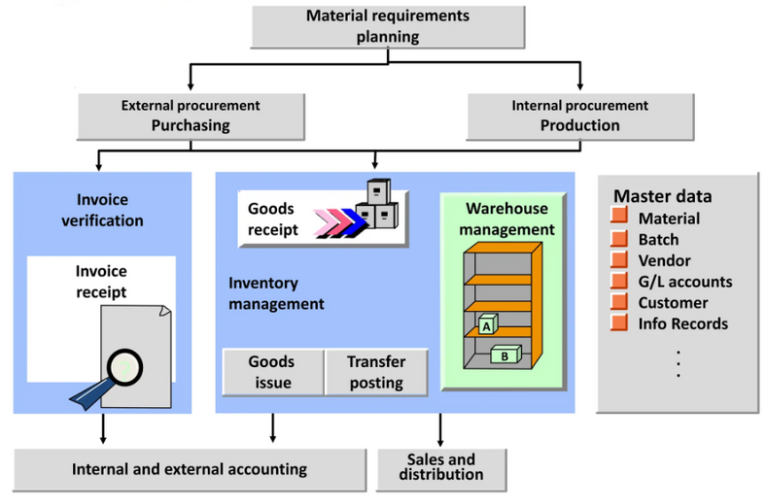 Material requirements
planning
External procurement
Purchasing
Internal procurement
Production
Invoice
verification
Invoice
receipt
Goods
receipt
Inventory
management
Goods
issue
Transfer
posting
Warehouse
management
A
B
Master data
Material
Batch
Vendor
G/L accounts
Customer
Info Records
.
.
.
Internal and external accounting
Sales and
distribution